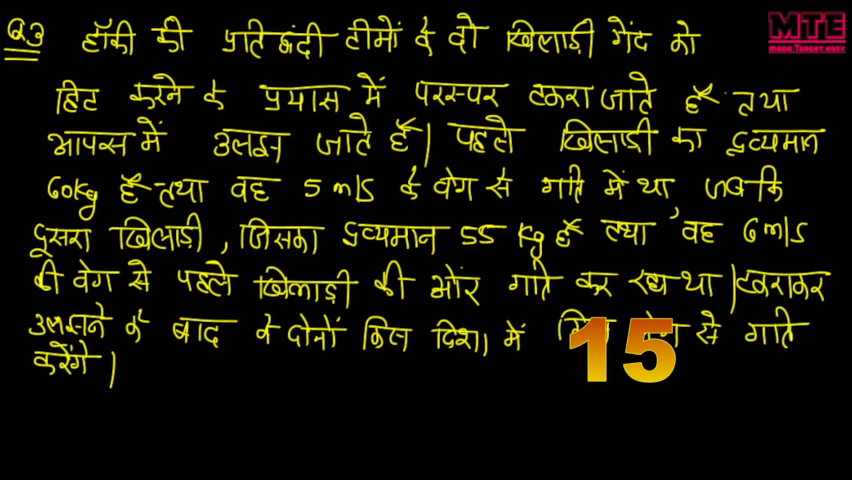 Q3 हॉकी की प्रतिद्वंदी टीमों के दो खिलाड़ी गेंद को
MTE
MADE TARGET EASY
हिट करने के प्रयास में परस्पर टकरा जाते हैं तथा
आपस में उलझ जाते हैं| पहले खिलाड़ी का द्रव्यमान
60kg है तथा वह 5 m/s के वेग से गति में था, जबकि
दूसरा खिलाड़ी, जिसका द्रव्यमान 55 kg है तथा वह 6m/s
की वेग से पहले खिलाड़ी की ओर गति कर रहा था | टकराकर
उलझने के बाद वे दोनों किस दिशा में से गति
15
करेंगे |